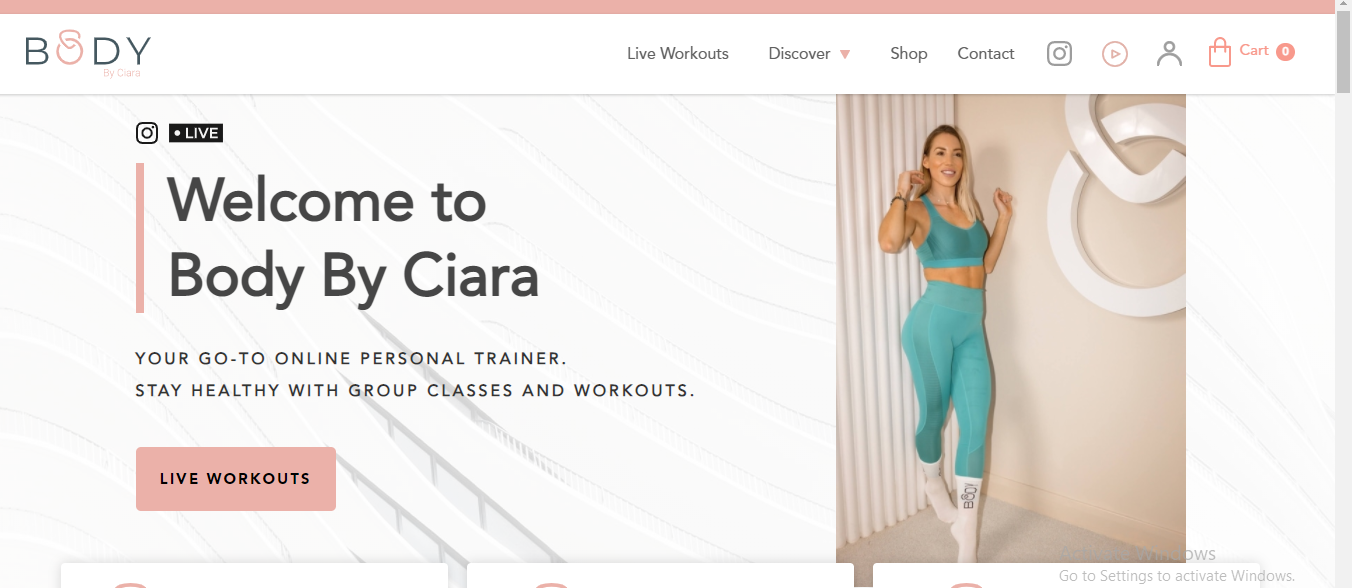 BODY
By Ciara
Live Workouts
Discover
Shop
Contact
Cart
0
LIVE
Welcome to
Body By Ciara
YOUR GO-TO ONLINE PERSONAL TRAINER.
STAY HEALTHY WITH GROUP CLASSES AND WORKOUTS.
LIVE WORKOUTS
BODY
Activate Windows
Go to Settings to activate Windows.